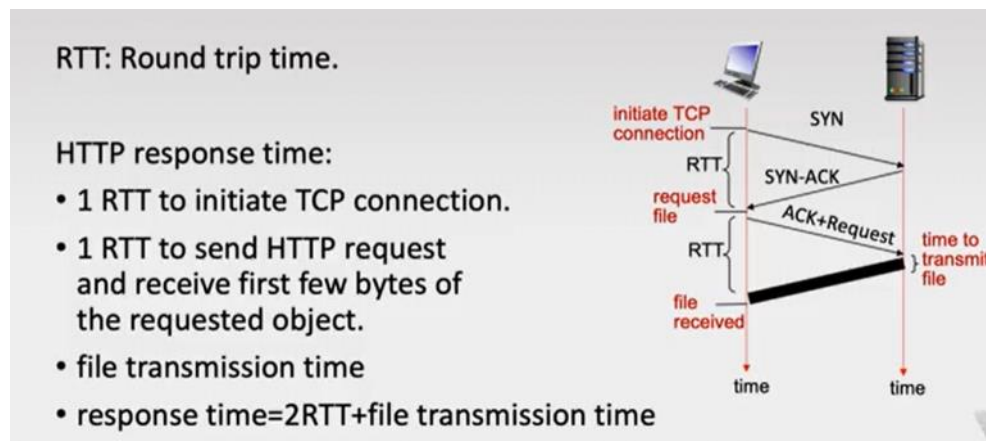 RTT: Round trip time.
HTTP response time:
• 1 RTT to initiate TCP connection.
• 1 RTT to send HTTP request
and receive first few bytes of
the requested object.
• file transmission time
• response time=2RTT+file transmission time
initiate TCP
connection
SYN
RTT
SYN-ACK
request
file
ACK+Request
RTT
time to
transmit
file
file
received
time
time